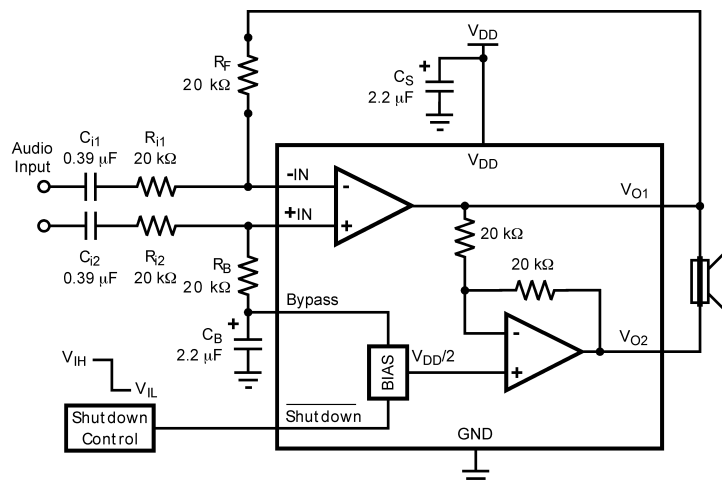 V_DD
R_F
20 kΩ
C_S
2.2 µF
C_i1
0.39 µF
R_i1
20 kΩ
Audio
Input
V_DD
-IN
-
V_O1
+IN
+
20 kΩ
C_i2
0.39 µF
R_i2
20 kΩ
R_B
20 kΩ
20 kΩ
Bypass
C_B
2.2 µF
V_DD/2
-
+
V_O2
BIAS
V_IH
V_IL
Shutdown
Shutdown
Control
GND